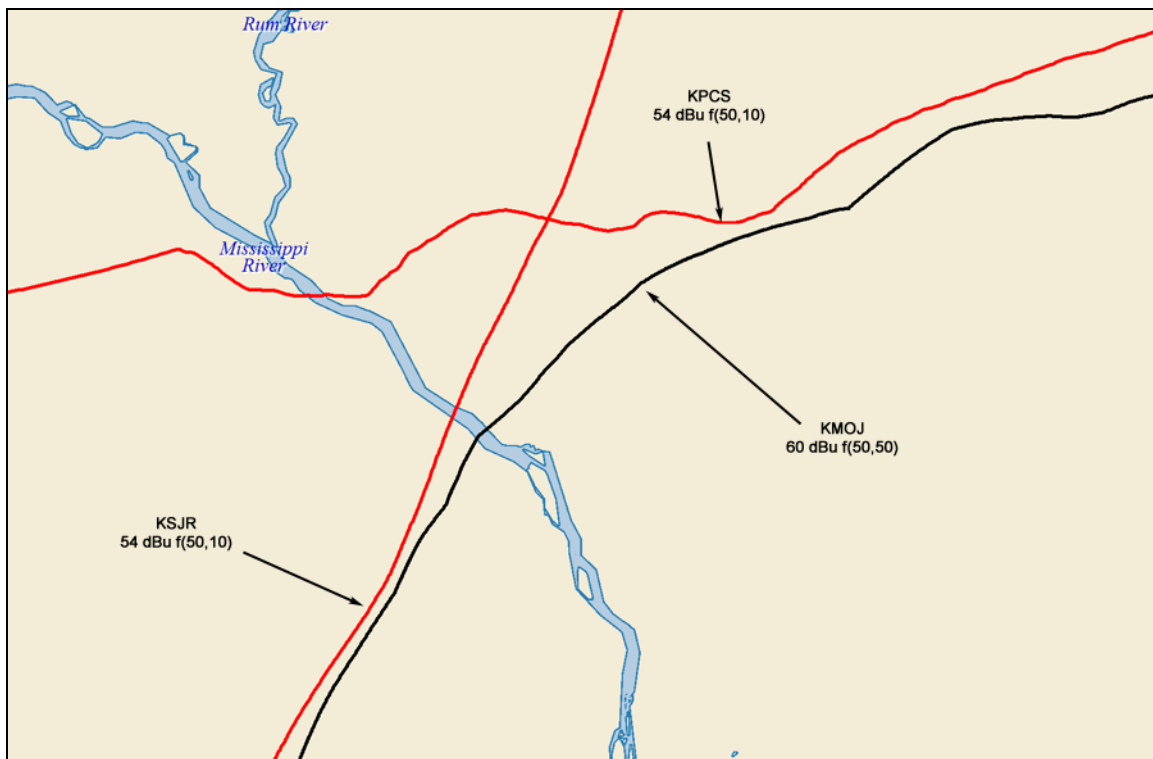 Rum River
KPCS
54 dBu f(50,10)
Mississippi
River
KMOJ
60 dBu f(50,50)
KSJR
54 dBu f(50,10)